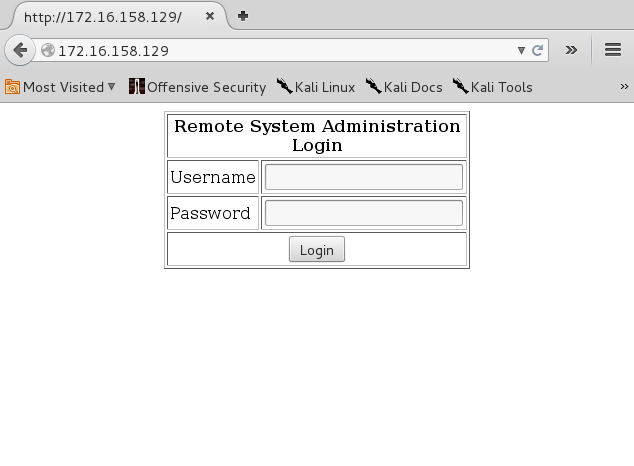 http://172.16.158.129/
172.16.158.129
Most Visited Offensive Security Kali Linux Kali Docs Kali Tools
Remote System Administration
Login
Username
Password
Login